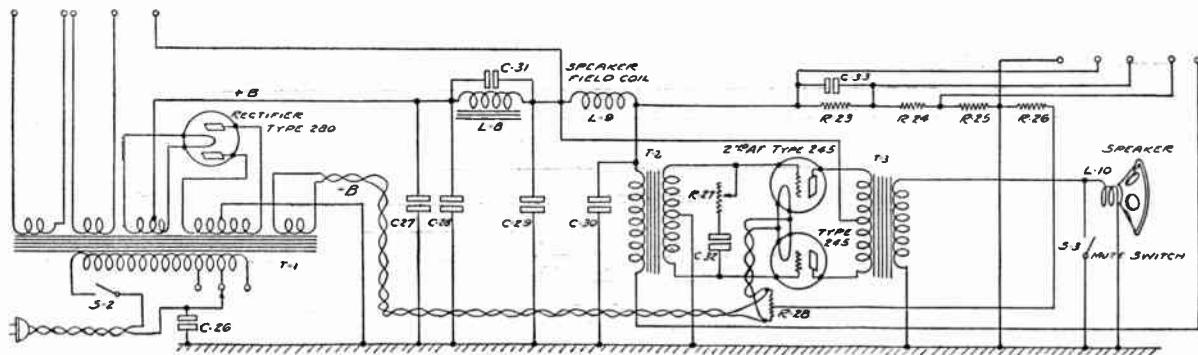 C-31
SPEAKER
FIELD COIL
C-33
+B
RECTIFIER
TYPE 280
L-8
L-9
R-23
R-24
R-25
R-26
2ND AF TYPE 245
SPEAKER
T-2
T-3
L-10
-B
R-27
C-27
C-28
C-29
C-30
C-32
TYPE
245
S-3
MUTE SWITCH
T-1
S-2
C-26
R-28